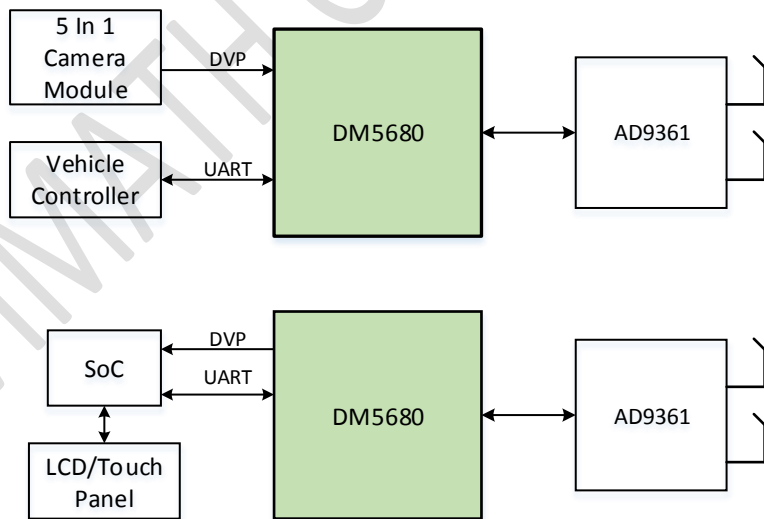 5 In 1
Camera
Module
DVP
DM5680
AD9361
Vehicle
Controller
UART
DVP
SoC
UART
DM5680
AD9361
LCD/Touch
Panel